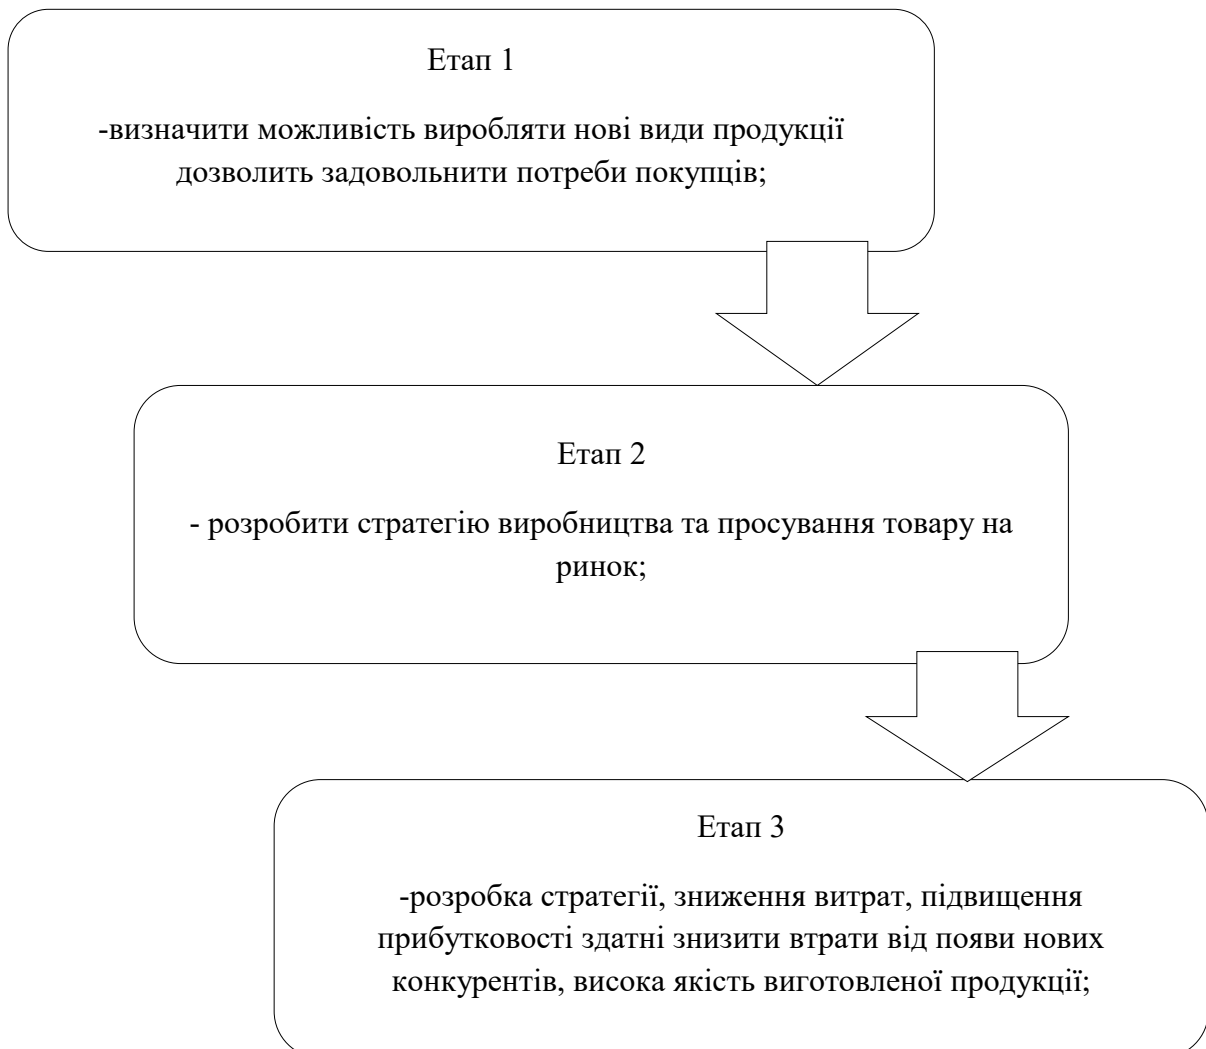 Етап 1
-визначити можливість виробляти нові види продукції
дозволить задовольнити потреби покупців;
Етап 2
- розробити стратегію виробництва та просування товару на
ринок;
Етап 3
-розробка стратегії, зниження витрат, підвищення
прибутковості здатні знизити втрати від появи нових
конкурентів, висока якість виготовленої продукції;